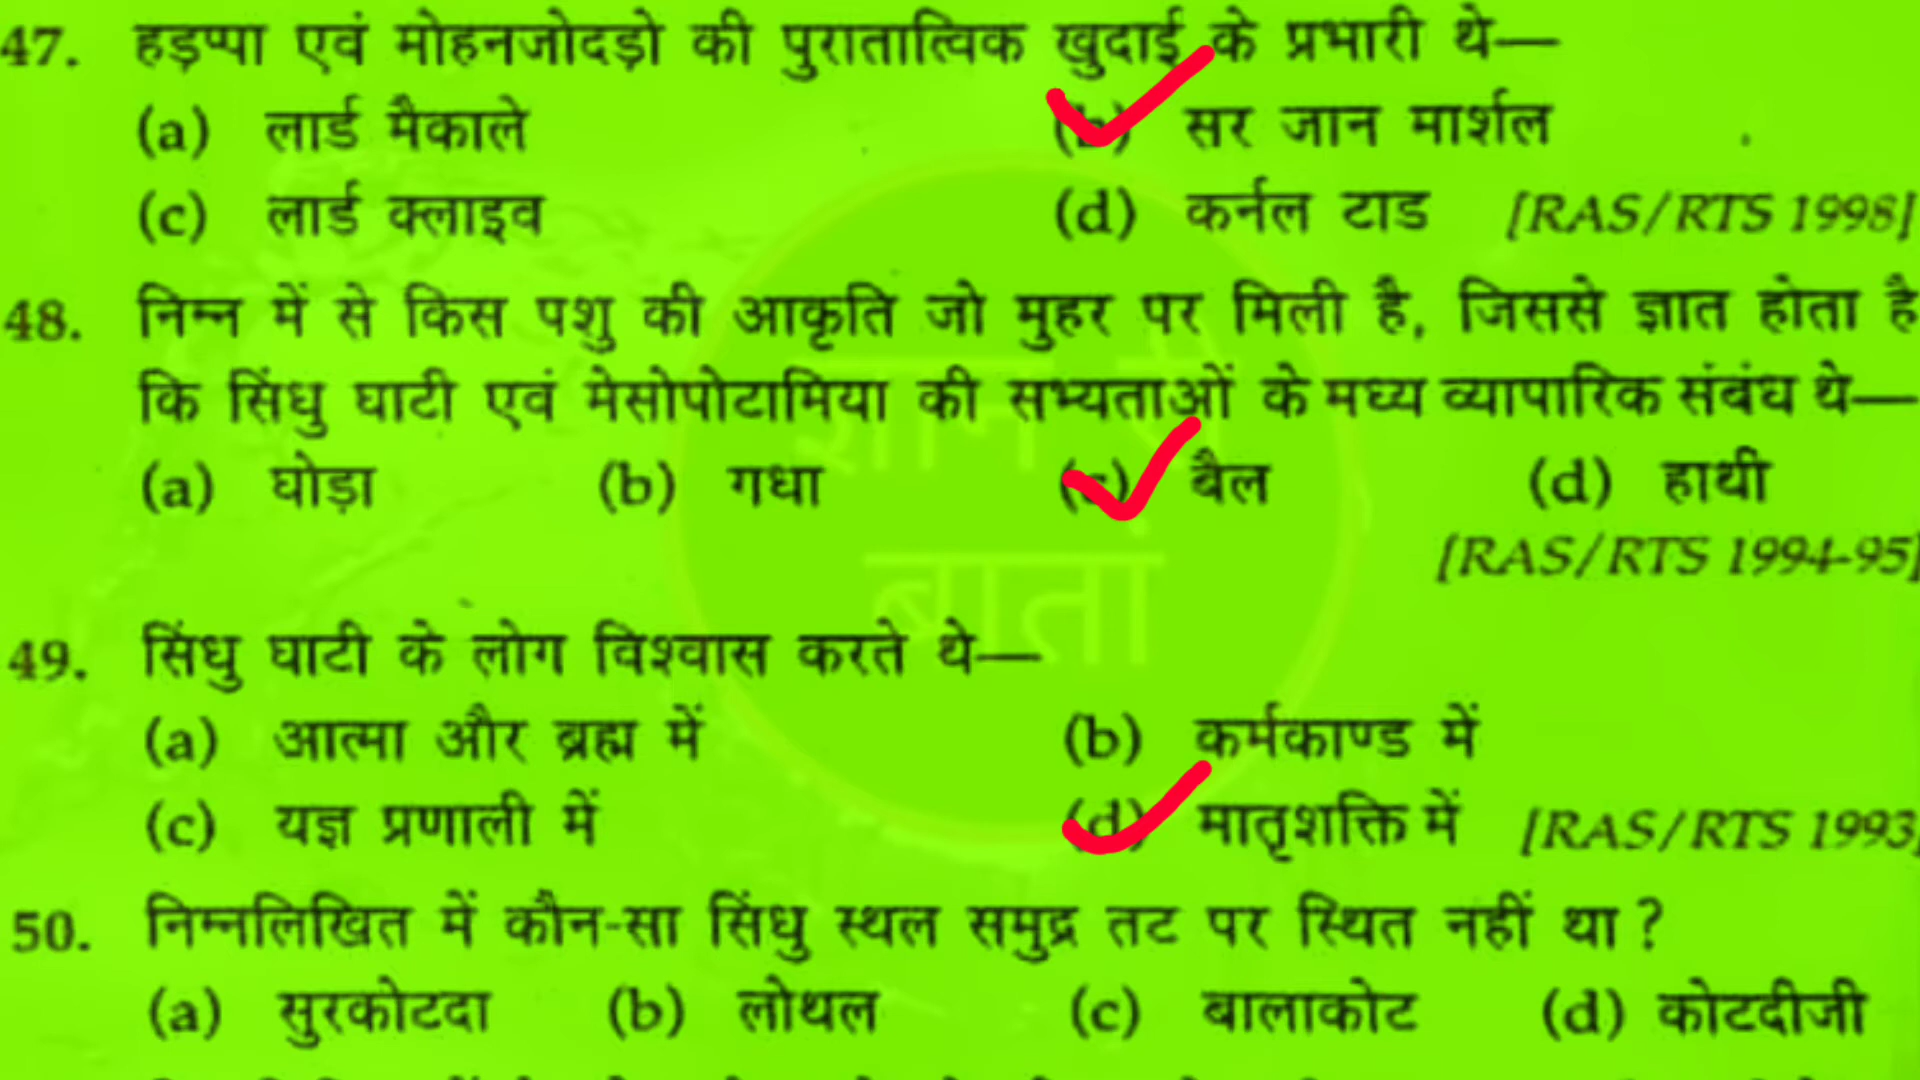 47. हड़प्पा एवं मोहनजोदड़ो की पुरातात्विक खुदाई के प्रभारी थे—
(a) लार्ड मैकाले (b) सर जान मार्शल
(c) लार्ड क्लाइव (d) कर्नल टाड [RAS/RTS 1998]
48. निम्न में से किस पशु की आकृति जो मुहर पर मिली है, जिससे ज्ञात होता है
कि सिंधु घाटी एवं मेसोपोटामिया की सभ्यताओं के मध्य व्यापारिक संबंध थे—
(a) घोड़ा (b) गधा (c) बैल (d) हाथी
[RAS/RTS 1994-95]
49. सिंधु घाटी के लोग विश्वास करते थे—
(a) आत्मा और ब्रह्म में (b) कर्मकाण्ड में
(c) यज्ञ प्रणाली में (d) मातृशक्ति में [RAS/RTS 1993]
50. निम्नलिखित में कौन-सा सिंधु स्थल समुद्र तट पर स्थित नहीं था ?
(a) सुरकोटदा (b) लोथल (c) बालाकोट (d) कोटदीजी
ज्ञान री
बातां